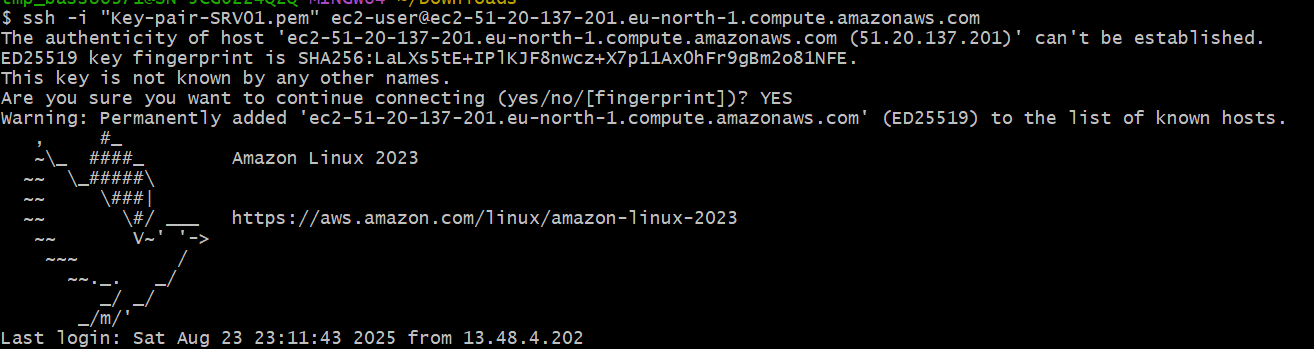 $ ssh -i "Key-pair-SRV01.pem" ec2-user@ec2-51-20-137-201.eu-north-1.compute.amazonaws.com
The authenticity of host 'ec2-51-20-137-201.eu-north-1.compute.amazonaws.com (51.20.137.201)' can't be established.
ED25519 key fingerprint is SHA256:LaLXs5tE+IPlKJF8nwcz+X7p11AxOhFr9gBm2o81NFE.
This key is not known by any other names.
Are you sure you want to continue connecting (yes/no/[fingerprint])? YES
Warning: Permanently added 'ec2-51-20-137-201.eu-north-1.compute.amazonaws.com' (ED25519) to the list of known hosts.
   ,     #_
   ~\_  ####_        Amazon Linux 2023
  ~~  \_#####\
  ~~     \###|
  ~~       \#/ ___   https://aws.amazon.com/linux/amazon-linux-2023
   ~~       V~' '->
    ~~~         /
      ~~._.   _/
         _/ _/
       _/m/'
Last login: Sat Aug 23 23:11:43 2025 from 13.48.4.202